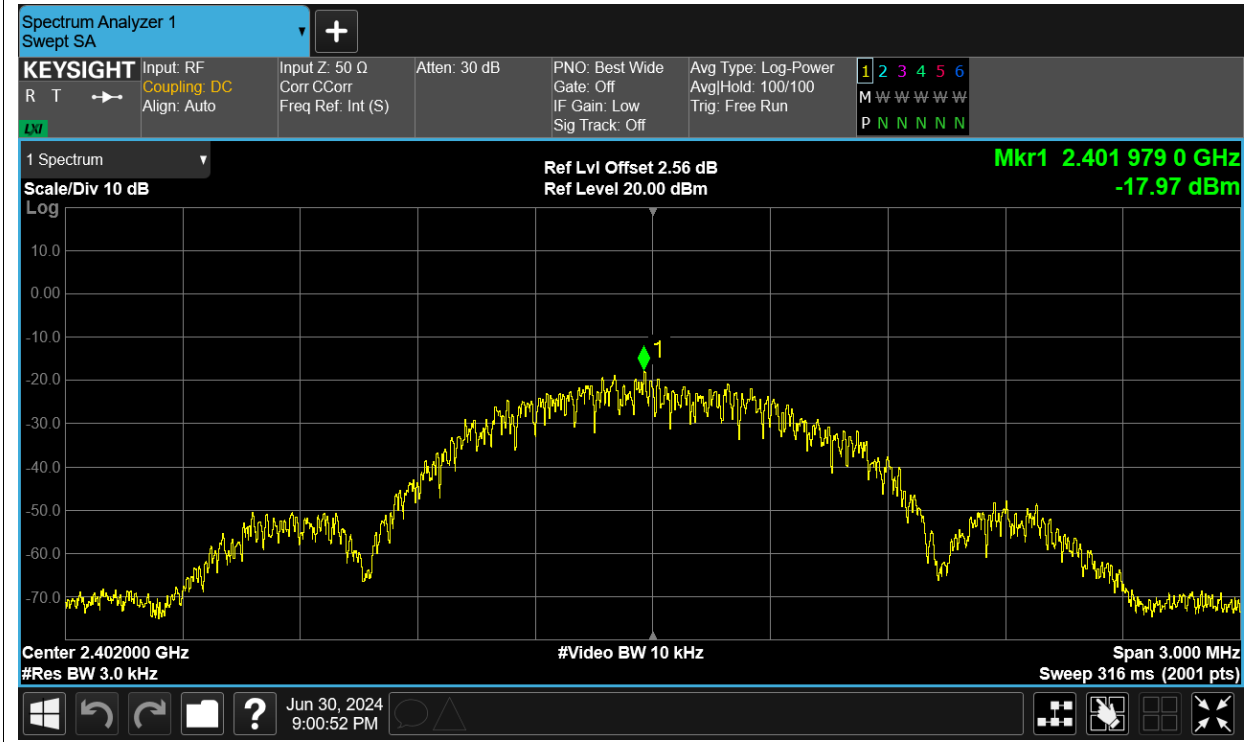 Spectrum Analyzer 1
Swept SA
KEYSIGHT
R T
LXI
Input: RF
Coupling: DC
Align: Auto
Input Z: 50 Ω
Corr CCorr
Freq Ref: Int (S)
Atten: 30 dB
PNO: Best Wide
Gate: Off
IF Gain: Low
Sig Track: Off
Avg Type: Log-Power
Avg|Hold: 100/100
Trig: Free Run
1 2 3 4 5 6
M W W W W W
P N N N N N
1 Spectrum
Scale/Div 10 dB
Ref Lvl Offset 2.56 dB
Ref Level 20.00 dBm
Mkr1 2.401 979 0 GHz
-17.97 dBm
Log
10.0
0.00
-10.0
1
-20.0
-30.0
-40.0
-50.0
-60.0
-70.0
Center 2.402000 GHz
#Video BW 10 kHz
Span 3.000 MHz
#Res BW 3.0 kHz
Sweep 316 ms (2001 pts)
?
Jun 30, 2024
9:00:52 PM